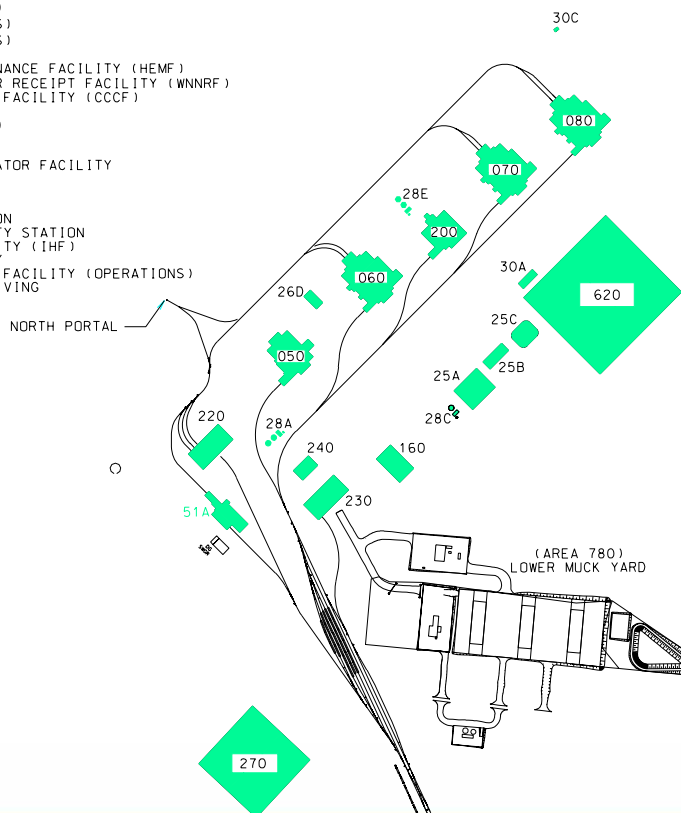 S)
S)
NANCE FACILITY (HEMF)
R RECEIPT FACILITY (WNNRF)
FACILITY (CCCF)
)
ATOR FACILITY
ON
TY STATION
ITY (IHF)
FACILITY (OPERATIONS)
IVING
30C
080
070
28E
200
30A
060
620
26D
25C
NORTH PORTAL
050
25B
25A
28C
220
28A
240
160
230
51A
(AREA 780)
LOWER MUCK YARD
270